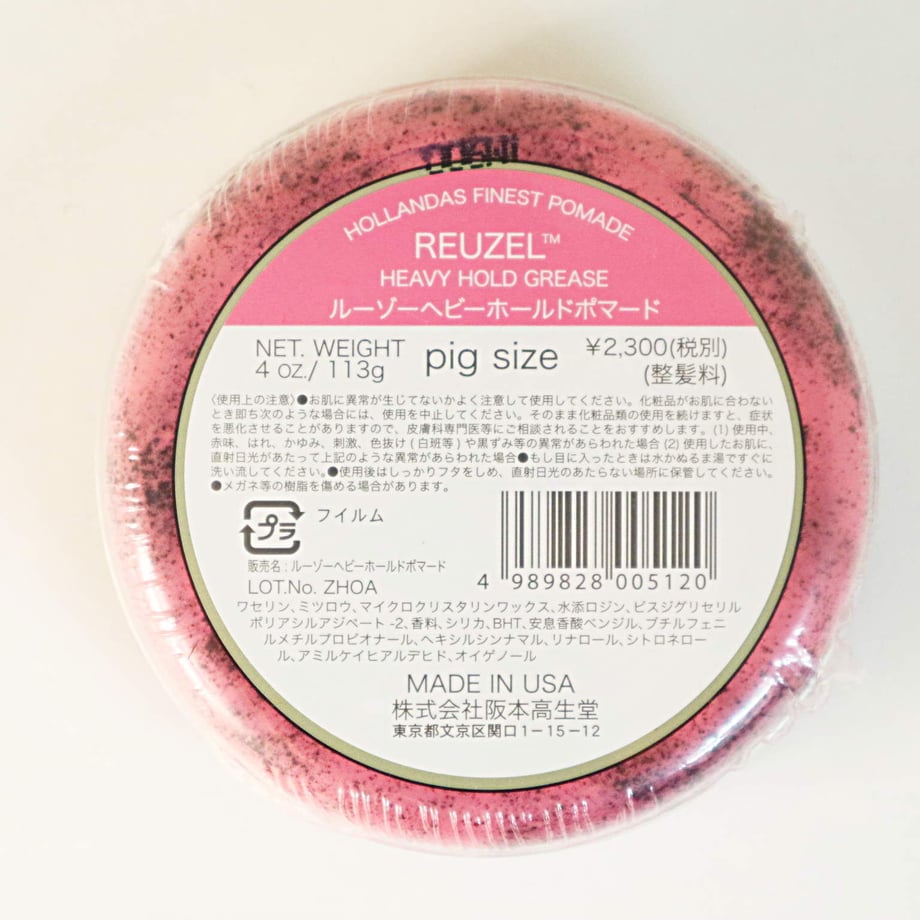 HOLLANDAS FINEST POMADE
REUZEL™
HEAVY HOLD GREASE
ルーゾーヘビーホールドポマード
NET. WEIGHT
4 oz./ 113g
pig size
¥2,300(税別)
(整髪料)
〈使用上の注意〉●お肌に異常が生じてないかよく注意して使用してください。化粧品がお肌に合わない
とき即ち次のような場合には、使用を中止してください。そのまま化粧品類の使用を続けますと、症状
を悪化させることがありますので、皮膚科専門医等にご相談されることをおすすめします。(1) 使用中、
赤味、はれ、かゆみ、刺激、色抜け(白斑等)や黒ずみ等の異常があらわれた場合 (2) 使用したお肌に、
直射日光があたって上記のような異常があらわれた場合●もし目に入ったときは水かぬるま湯ですぐに
洗い流してください。●使用後はしっかりフタをしめ、直射日光のあたらない場所に保管してください。
●メガネ等の樹脂を傷める場合があります。
プラ
フイルム
販売名：ルーゾーヘビーホールドポマード
LOT.No. ZHOA
4 989828 005120
ワセリン、ミツロウ、マイクロクリスタリンワックス、水添ロジン、ビスジグリセリル
ポリアシルアジペート -2、香料、シリカ、BHT、安息香酸ベンジル、ブチルフェニ
ルメチルプロピオナール、ヘキシルシンナマル、リナロール、シトロネロー
ル、アミルケイヒアルデヒド、オイゲノール
MADE IN USA
株式会社阪本高生堂
東京都文京区関口1-15-12